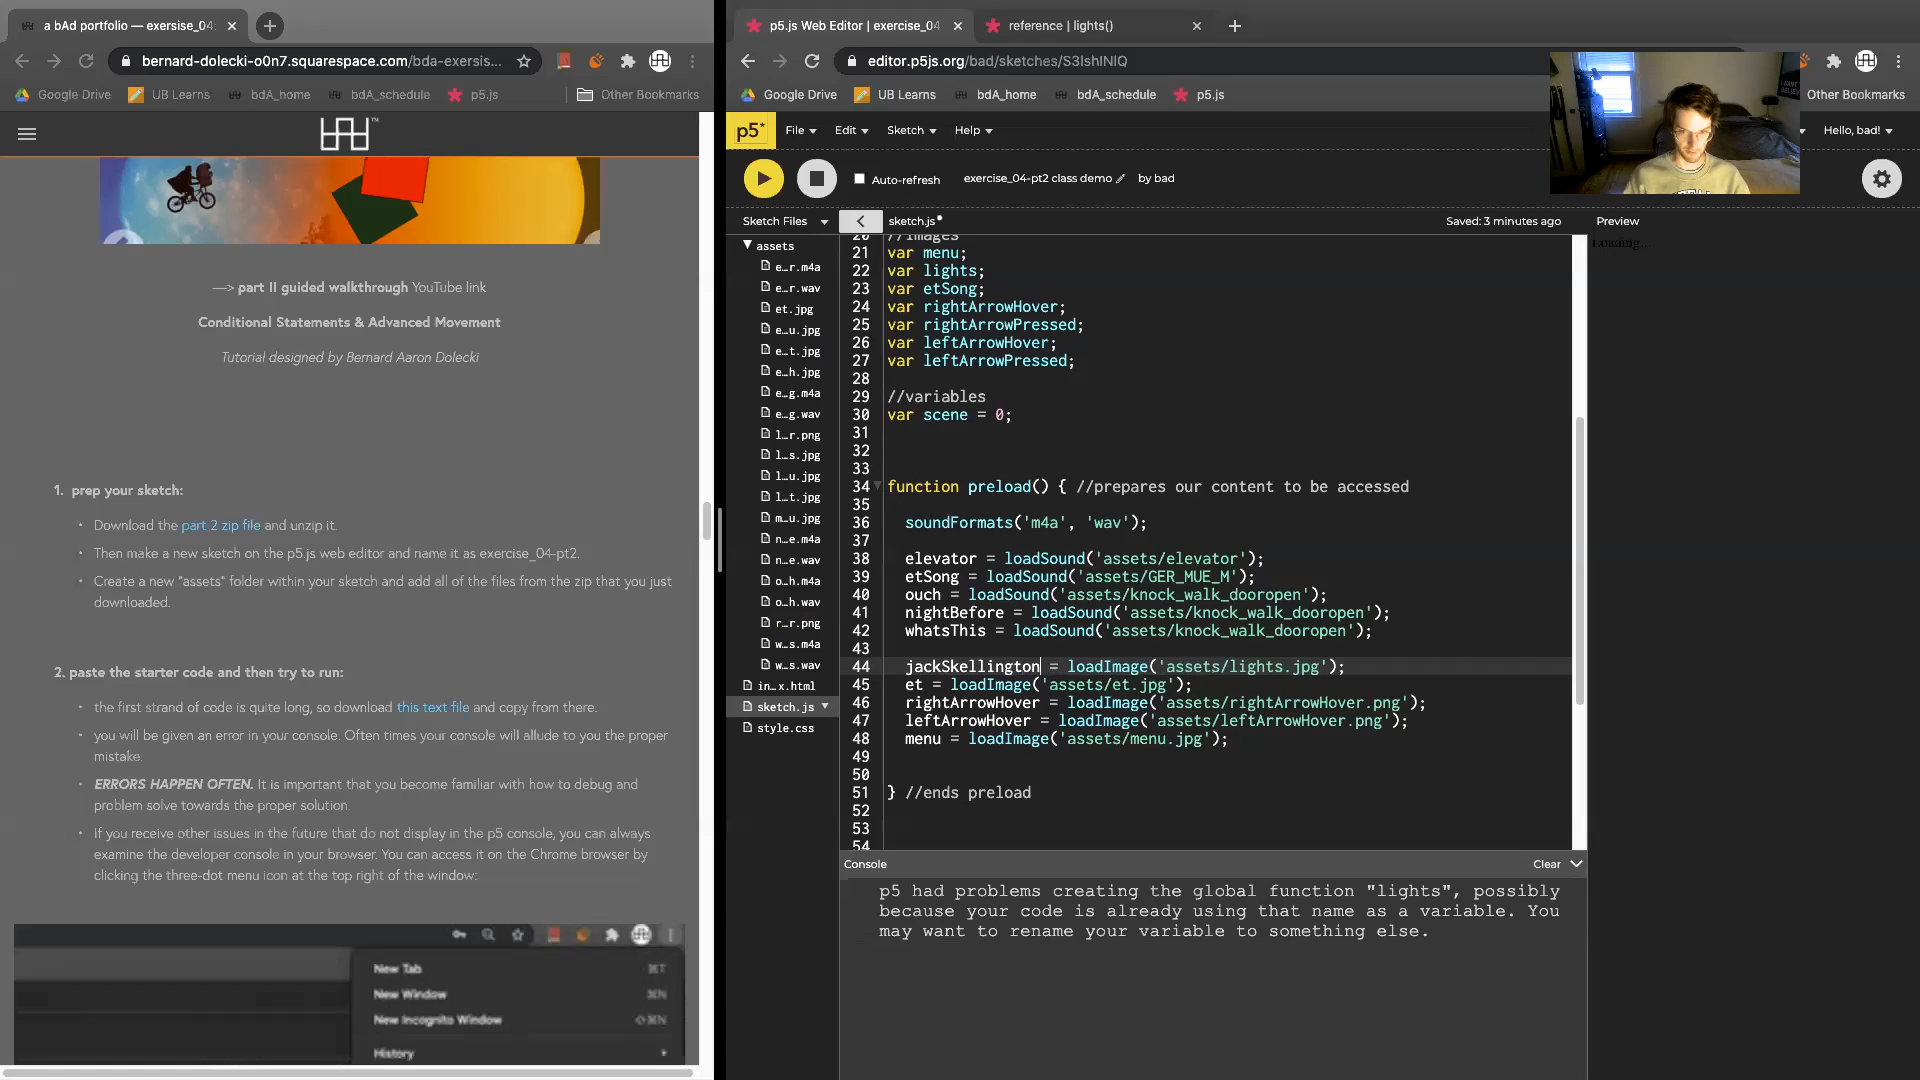 a bAd portfolio — exersise_04:
bernard-dolecki-o0n7.squarespace.com/bda-exersis...
Google Drive
UB Learns
bdA_home
bdA_schedule
p5.js
Other Bookmarks
—> part II guided walkthrough YouTube link
Conditional Statements & Advanced Movement
Tutorial designed by Bernard Aaron Dolecki
1. prep your sketch:
Download the part 2 zip file and unzip it.
Then make a new sketch on the p5.js web editor and name it as exercise_04-pt2.
Create a new "assets" folder within your sketch and add all of the files from the zip that you just
downloaded.
2. paste the starter code and then try to run:
the first strand of code is quite long, so download this text file and copy from there.
you will be given an error in your console. Often times your console will allude to you the proper
mistake.
ERRORS HAPPEN OFTEN. It is important that you become familiar with how to debug and
problem solve towards the proper solution.
If you receive other issues in the future that do not display in the p5 console, you can always
examine the developer console in your browser. You can access it on the Chrome browser by
clicking the three-dot menu icon at the top right of the window:
New Tab ⌘T
New Window ⌘N
New Incognito Window ⇧⌘N
History
p5.js Web Editor | exercise_04
reference | lights()
editor.p5js.org/bad/sketches/S3IshlNlQ
Google Drive
UB Learns
bdA_home
bdA_schedule
p5.js
Other Bookmarks
p5*
File
Edit
Sketch
Help
Hello, bad!
Auto-refresh
exercise_04-pt2 class demo
by bad
Sketch Files
sketch.js
Saved: 3 minutes ago
Preview
Loading...
assets
e...r.m4a
e...r.wav
et.jpg
e...u.jpg
e...t.jpg
e...h.jpg
e...g.m4a
e...g.wav
l...r.png
l...s.jpg
l...u.jpg
l...t.jpg
m...u.jpg
n...e.m4a
n...e.wav
o...h.m4a
o...h.wav
r...r.png
w...s.m4a
w...s.wav
in...x.html
sketch.js
style.css
20 //images
21 var menu;
22 var lights;
23 var etSong;
24 var rightArrowHover;
25 var rightArrowPressed;
26 var leftArrowHover;
27 var leftArrowPressed;
28
29 //variables
30 var scene = 0;
31
32
33
34 function preload() { //prepares our content to be accessed
35
36 soundFormats('m4a', 'wav');
37
38 elevator = loadSound('assets/elevator');
39 etSong = loadSound('assets/GER_MUE_M');
40 ouch = loadSound('assets/knock_walk_dooropen');
41 nightBefore = loadSound('assets/knock_walk_dooropen');
42 whatsThis = loadSound('assets/knock_walk_dooropen');
43
44 jackSkellington = loadImage('assets/lights.jpg');
45 et = loadImage('assets/et.jpg');
46 rightArrowHover = loadImage('assets/rightArrowHover.png');
47 leftArrowHover = loadImage('assets/leftArrowHover.png');
48 menu = loadImage('assets/menu.jpg');
49
50
51 } //ends preload
52
53
54
Console
Clear
p5 had problems creating the global function "lights", possibly
because your code is already using that name as a variable. You
may want to rename your variable to something else.